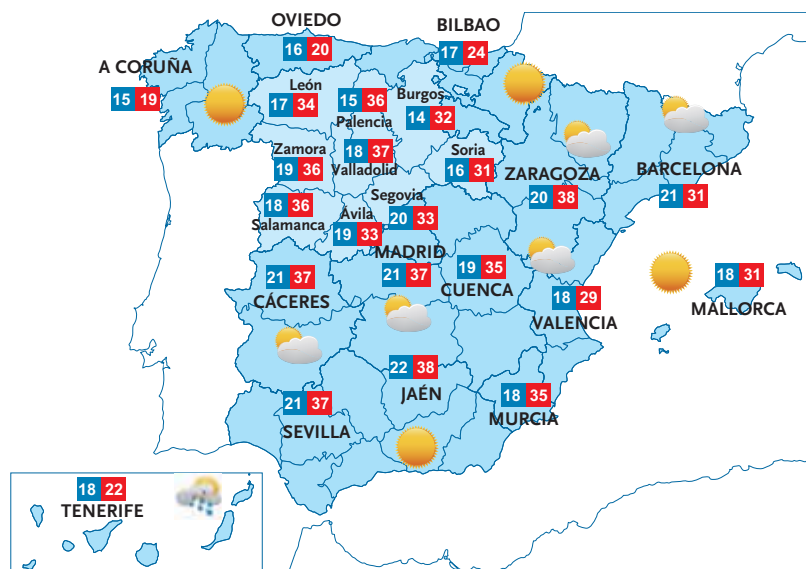 OVIEDO
16 20
BILBAO
17 24
A CORUÑA
15 19
León
17 34
15 36
Palencia
Burgos
14 32
Zamora
19 36
18 37
Valladolid
Soria
16 31
ZARAGOZA
20 38
BARCELONA
21 31
18 36
Salamanca
Segovia
20 33
Ávila
19 33
MADRID
21 37
19 35
CUENCA
21 37
CÁCERES
18 29
VALENCIA
18 31
MALLORCA
22 38
JAÉN
18 35
MURCIA
21 37
SEVILLA
18 22
TENERIFE